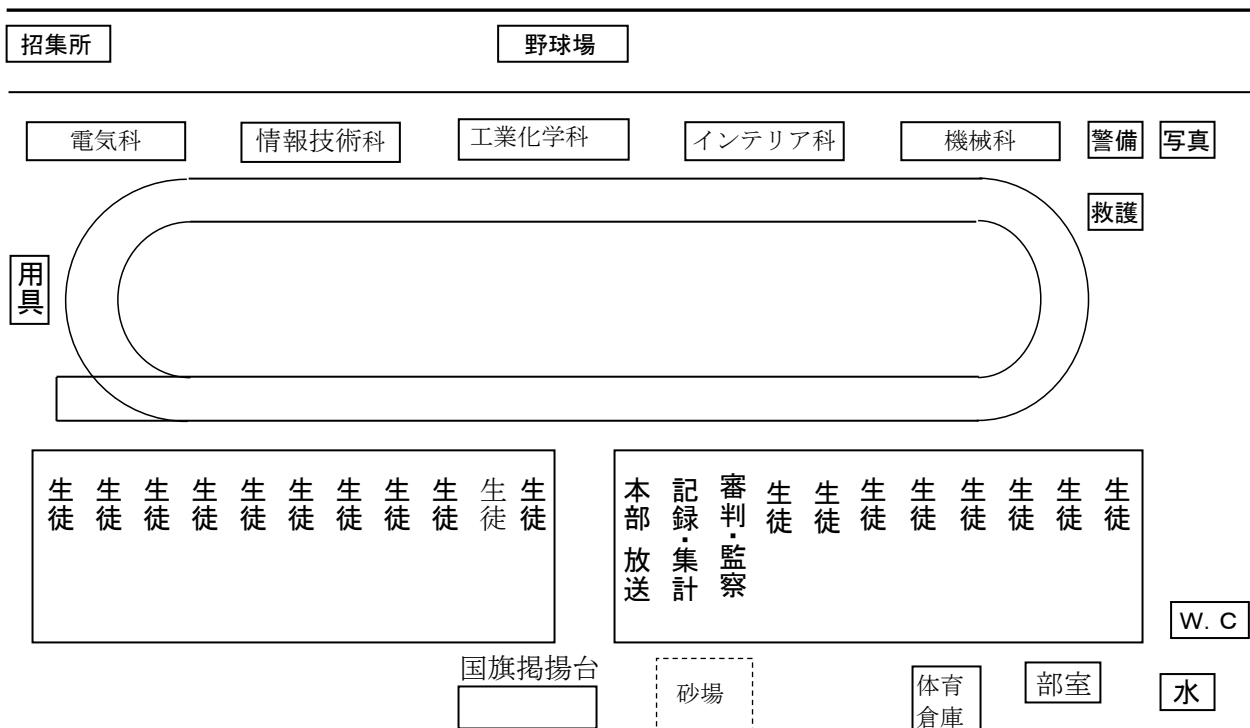 招集所
野球場
電気科
情報技術科
工業化学科
インテリア科
機械科
警備
写真
救護
用具
生徒
生徒
生徒
生徒
生徒
生徒
生徒
生徒
生徒
生徒
生徒
本部 放送
記録・集計
審判・監察
生徒
生徒
生徒
生徒
生徒
生徒
生徒
生徒
W.C
国旗掲揚台
砂場
体育
倉庫
部室
水